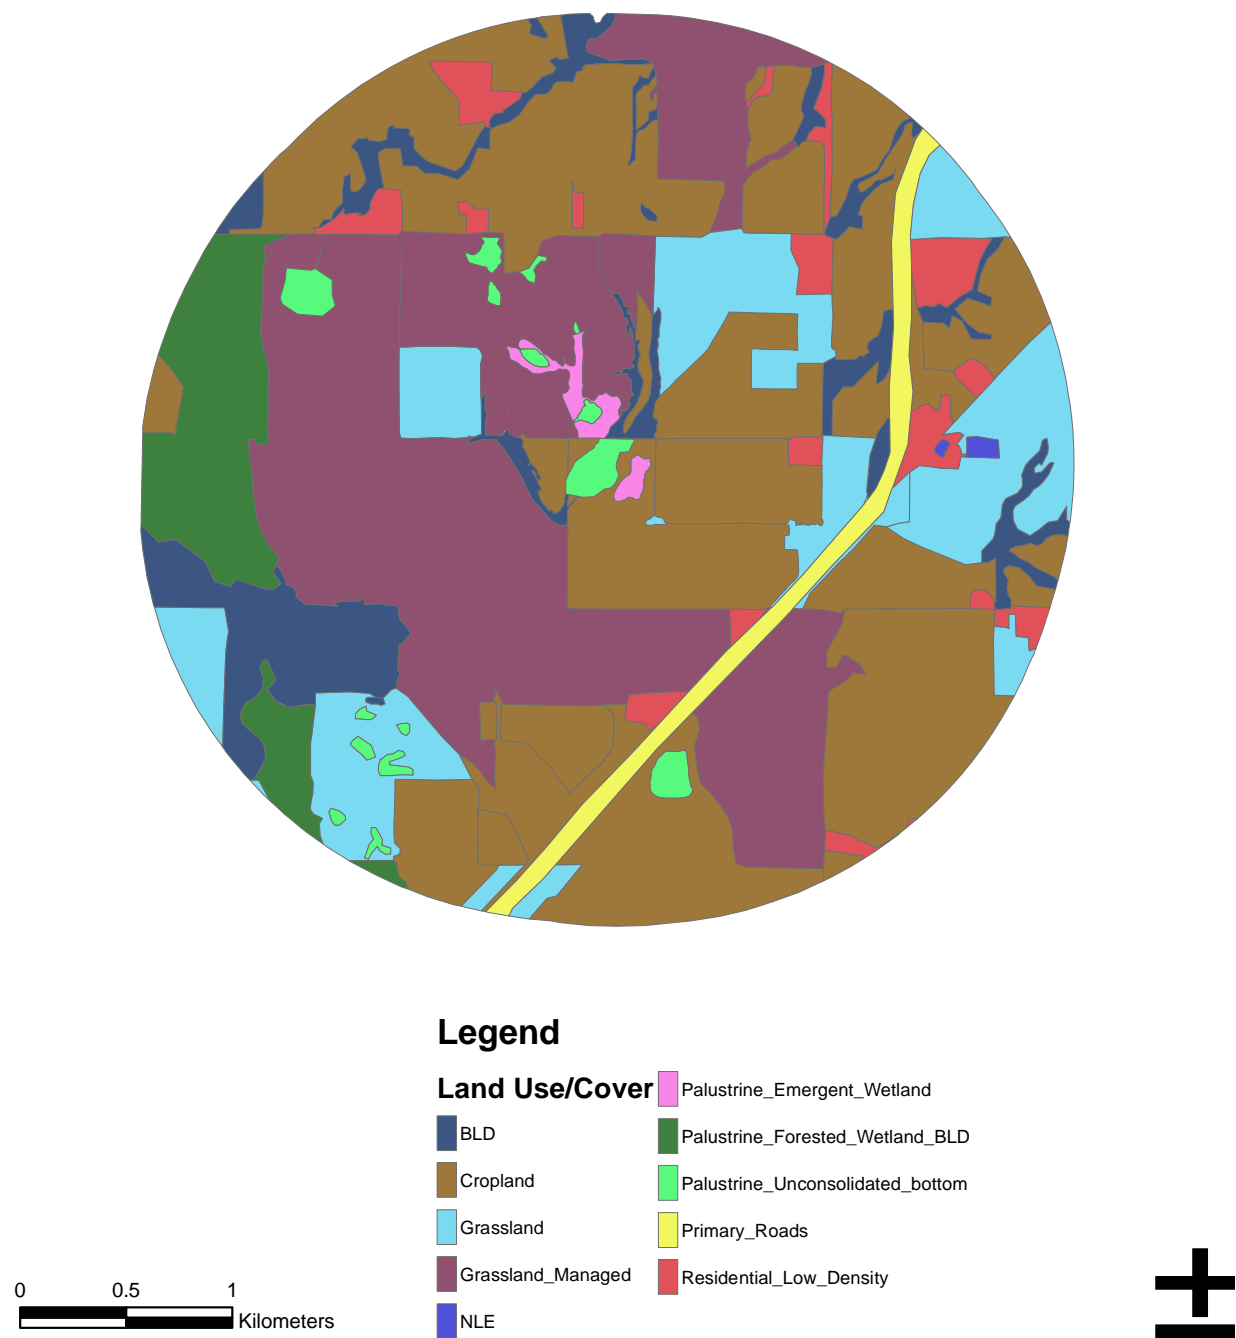 Legend
Land Use/Cover
BLD
Cropland
Grassland
Grassland_Managed
NLE
Palustrine_Emergent_Wetland
Palustrine_Forested_Wetland_BLD
Palustrine_Unconsolidated_bottom
Primary_Roads
Residential_Low_Density
0 0.5 1
Kilometers